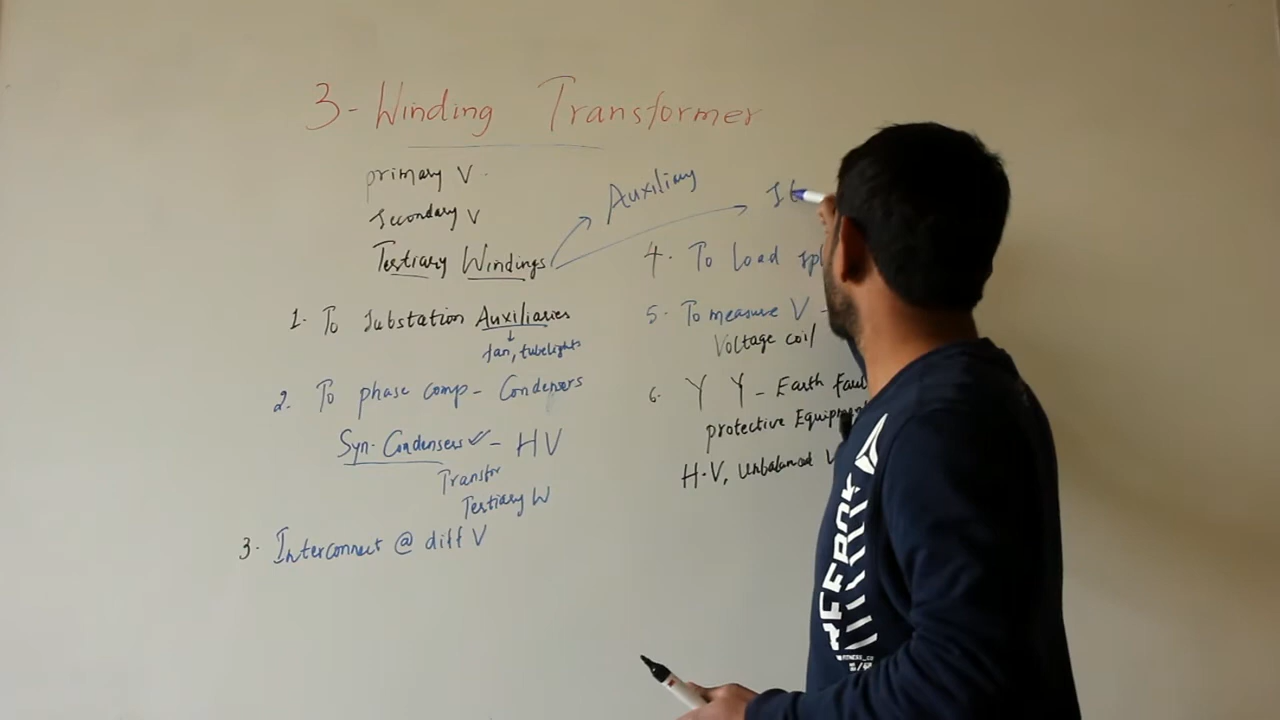 3- Winding Transformer
primary V
Secondary V
Tertiary Windings
Auxiliary
1. To Substation Auxiliaries
fan, tubelights
2. To phase comp - Condensers
Syn. Condensers ✓ - HV
Transfor
Tertiary W
3. Interconnect @ diff V
4. To Load
5. To measure V -
Voltage coil
6. Y Y - Earth
protective
H.V, Unbalanced